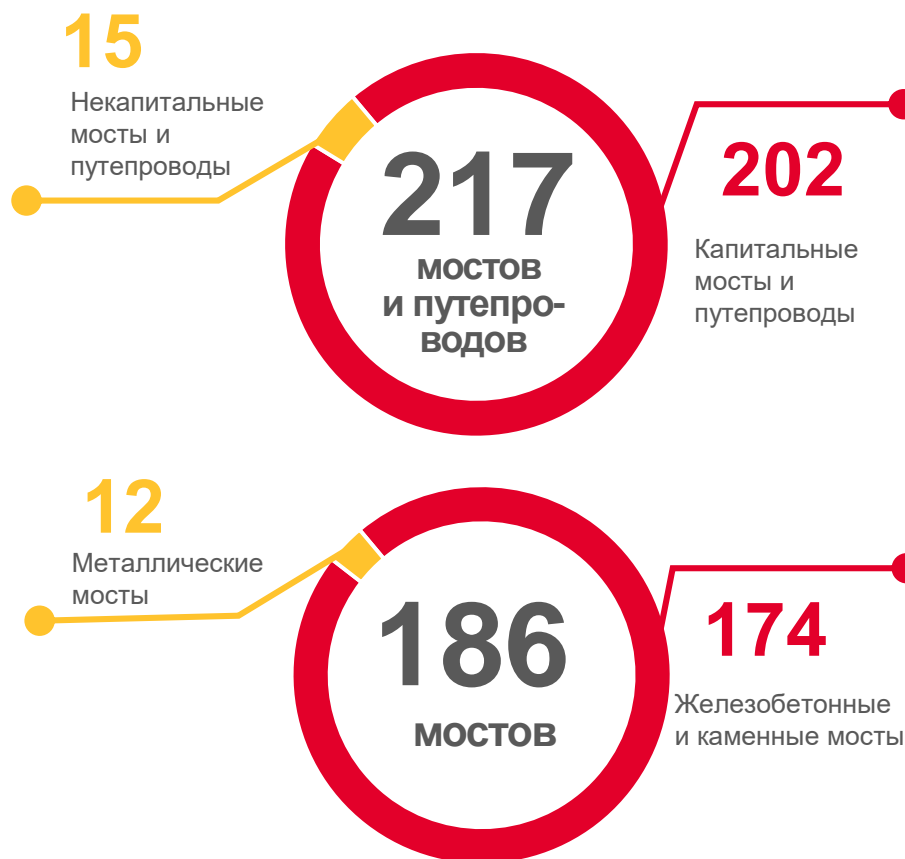 15
Некапитальные
мосты и
путепроводы
217
мостов
и путепро-
водов
202
Капитальные
мосты и
путепроводы
12
Металлические
мосты
186
мостов
174
Железобетонные
и каменные мосты